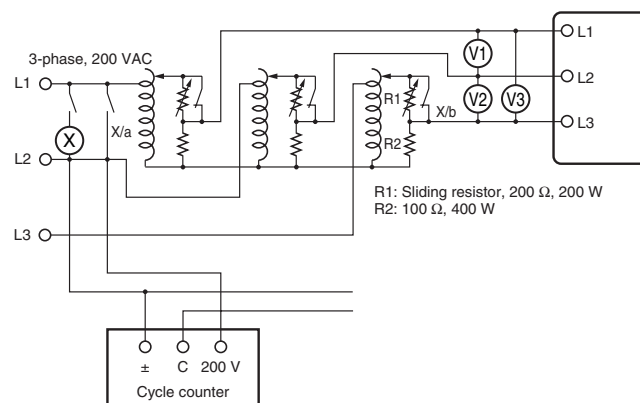 3-phase, 200 VAC
L1
L2
L3
X
X/a
R1
R2
X/b
V1
V2
V3
L1
L2
L3
R1: Sliding resistor, 200 Ω, 200 W
R2: 100 Ω, 400 W
± C 200 V
Cycle counter